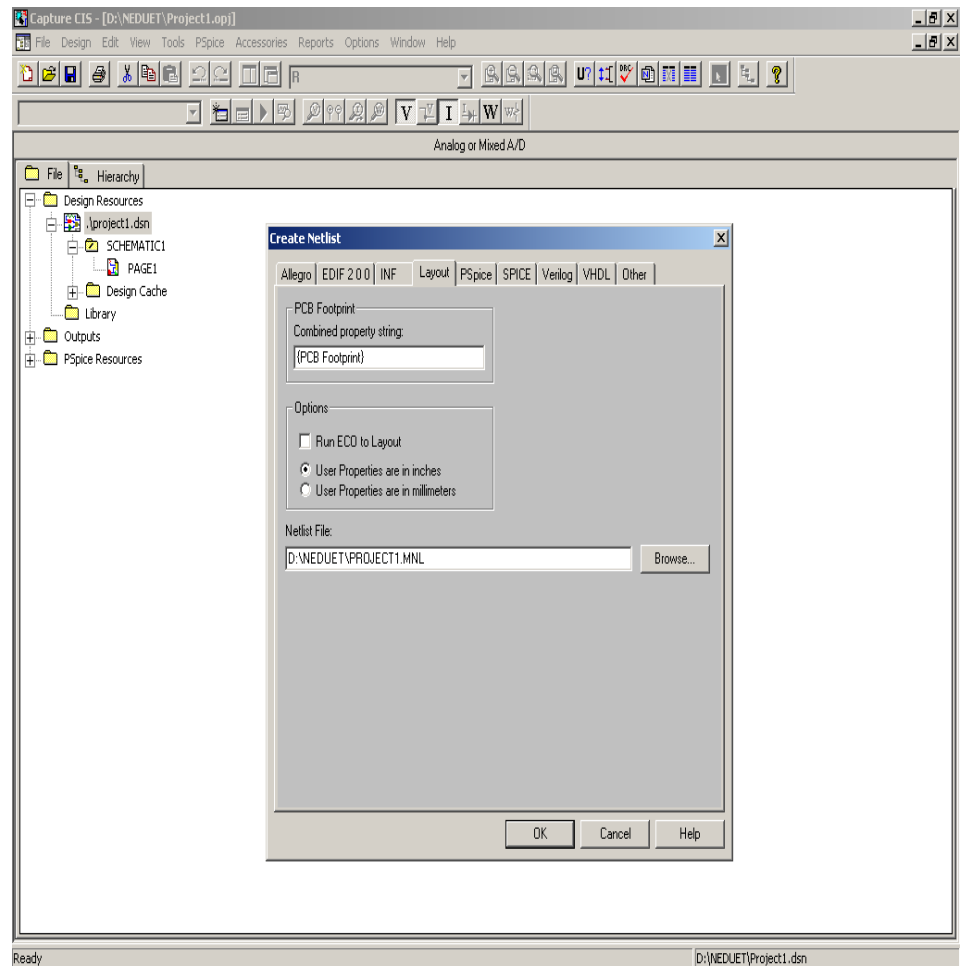 Capture CIS - [D:\NEDUET\Project1.opj]
File Design Edit View Tools PSpice Accessories Reports Options Window Help
R U? DRC
V I W
Analog or Mixed A/D
File Hierarchy
Design Resources
.\project1.dsn
SCHEMATIC1
PAGE1
Design Cache
Library
Outputs
PSpice Resources
Create Netlist
Allegro EDIF 2 0 0 INF Layout PSpice SPICE Verilog VHDL Other
PCB Footprint
Combined property string:
{PCB Footprint}
Options
Run ECO to Layout
User Properties are in inches
User Properties are in millimeters
Netlist File:
D:\NEDUET\PROJECT1.MNL Browse...
OK Cancel Help
Ready D:\NEDUET\Project1.dsn